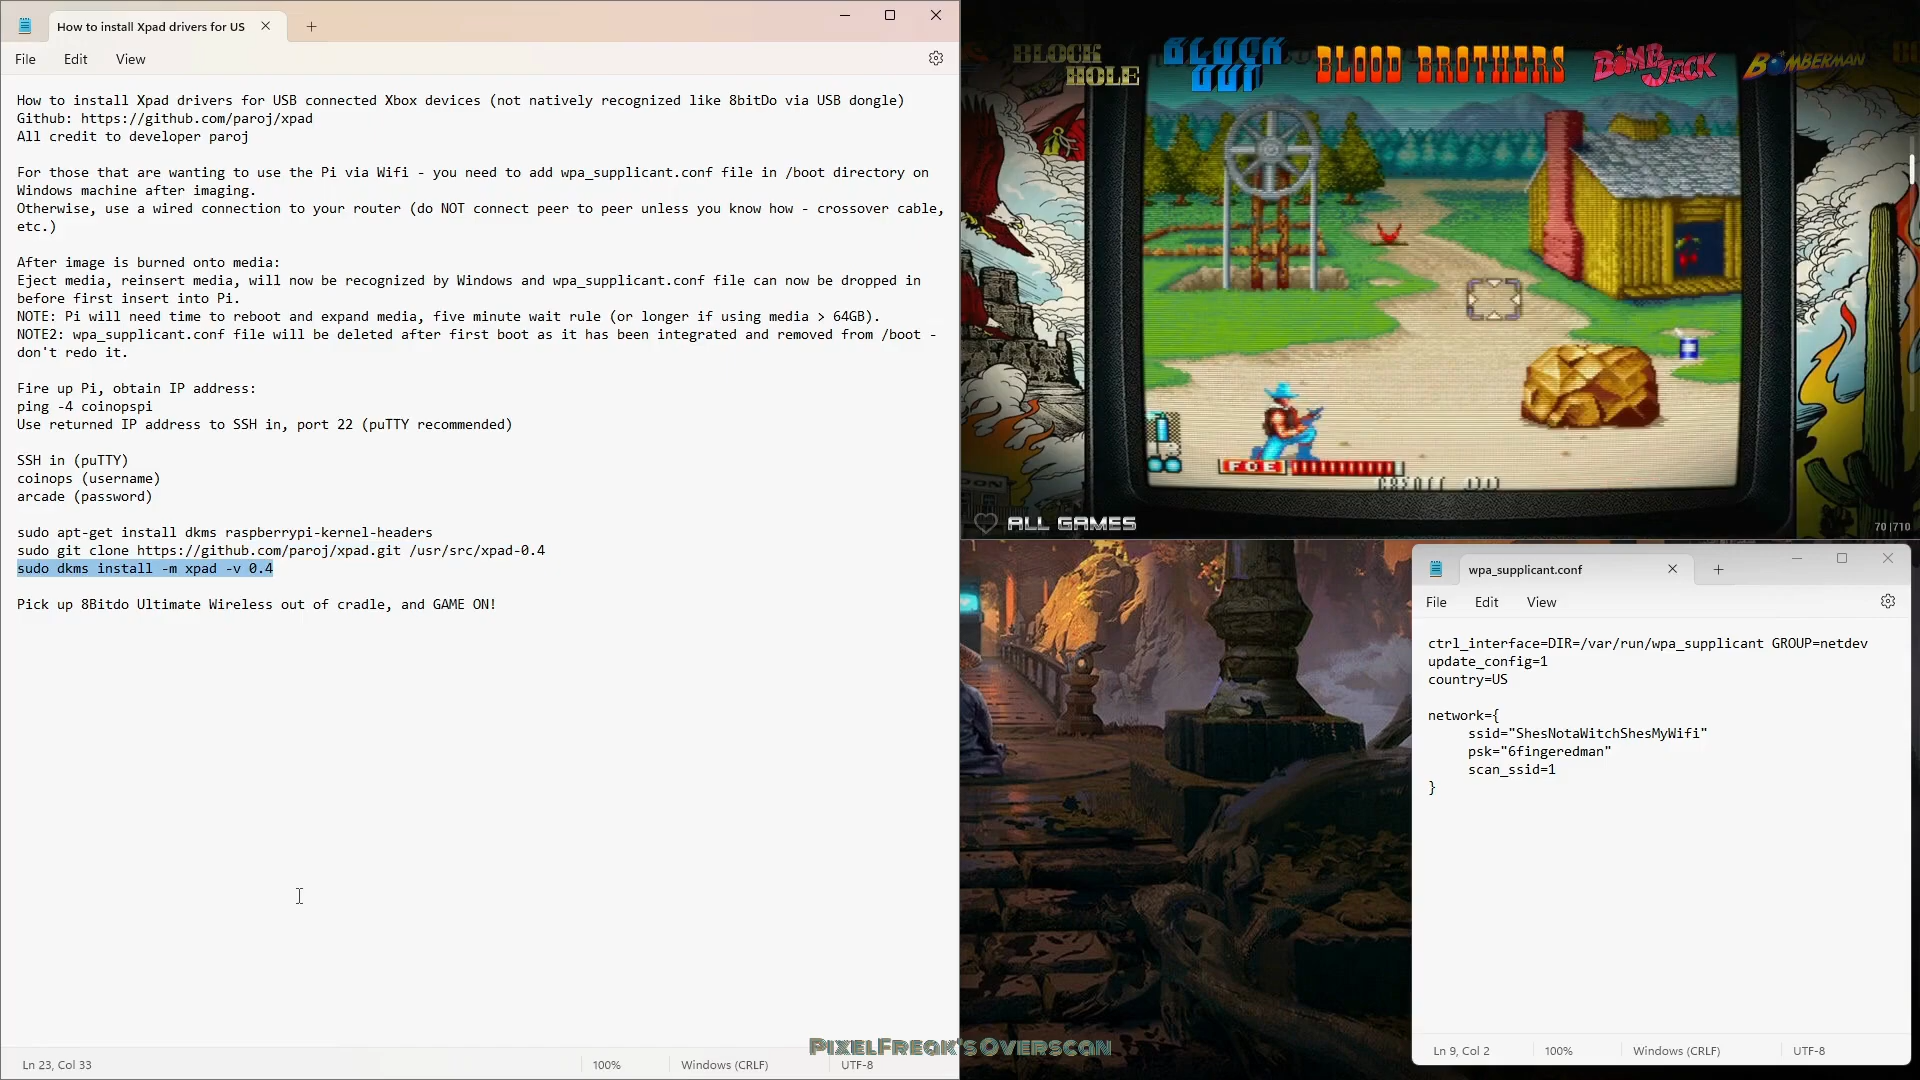 How to install Xpad drivers for US
File
Edit
View
How to install Xpad drivers for USB connected Xbox devices (not natively recognized like 8bitDo via USB dongle)
Github: https://github.com/paroj/xpad
All credit to developer paroj
For those that are wanting to use the Pi via Wifi - you need to add wpa_supplicant.conf file in /boot directory on
Windows machine after imaging.
Otherwise, use a wired connection to your router (do NOT connect peer to peer unless you know how - crossover cable,
etc.)
After image is burned onto media:
Eject media, reinsert media, will now be recognized by Windows and wpa_supplicant.conf file can now be dropped in
before first insert into Pi.
NOTE: Pi will need time to reboot and expand media, five minute wait rule (or longer if using media > 64GB).
NOTE2: wpa_supplicant.conf file will be deleted after first boot as it has been integrated and removed from /boot -
don't redo it.
Fire up Pi, obtain IP address:
ping -4 coinopspi
Use returned IP address to SSH in, port 22 (puTTY recommended)
SSH in (puTTY)
coinops (username)
arcade (password)
sudo apt-get install dkms raspberrypi-kernel-headers
sudo git clone https://github.com/paroj/xpad.git /usr/src/xpad-0.4
sudo dkms install -m xpad -v 0.4
Pick up 8Bitdo Ultimate Wireless out of cradle, and GAME ON!
Ln 23, Col 33
100%
Windows (CRLF)
UTF-8
BLOCK HOLE
BLOCK OUT
BLOOD BROTHERS
BOMB JACK
BOMBERMAN
FOE
ALL GAMES
70|710
wpa_supplicant.conf
File
Edit
View
ctrl_interface=DIR=/var/run/wpa_supplicant GROUP=netdev
update_config=1
country=US
network={
ssid="ShesNotaWitchShesMyWifi"
psk="6fingeredman"
scan_ssid=1
}
Ln 9, Col 2
100%
Windows (CRLF)
UTF-8
PIXELFREAK'S OVERSCAN